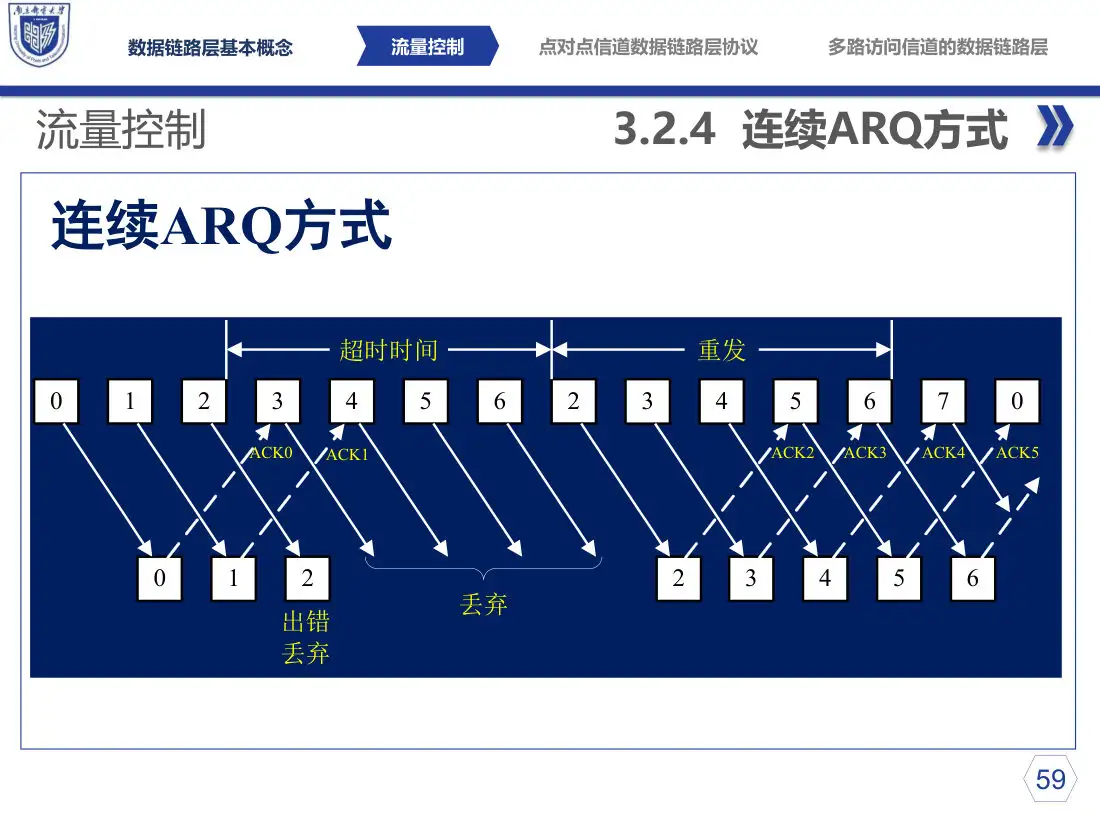 数据链路层基本概念
流量控制
点对点信道数据链路层协议
多路访问信道的数据链路层
流量控制
3.2.4 连续ARQ方式
连续ARQ方式
超时时间
重发
0 1 2 3 4 5 6 2 3 4 5 6 7 0
ACK0 ACK1 ACK2 ACK3 ACK4 ACK5
0 1 2 2 3 4 5 6
出错
丢弃
丢弃
59